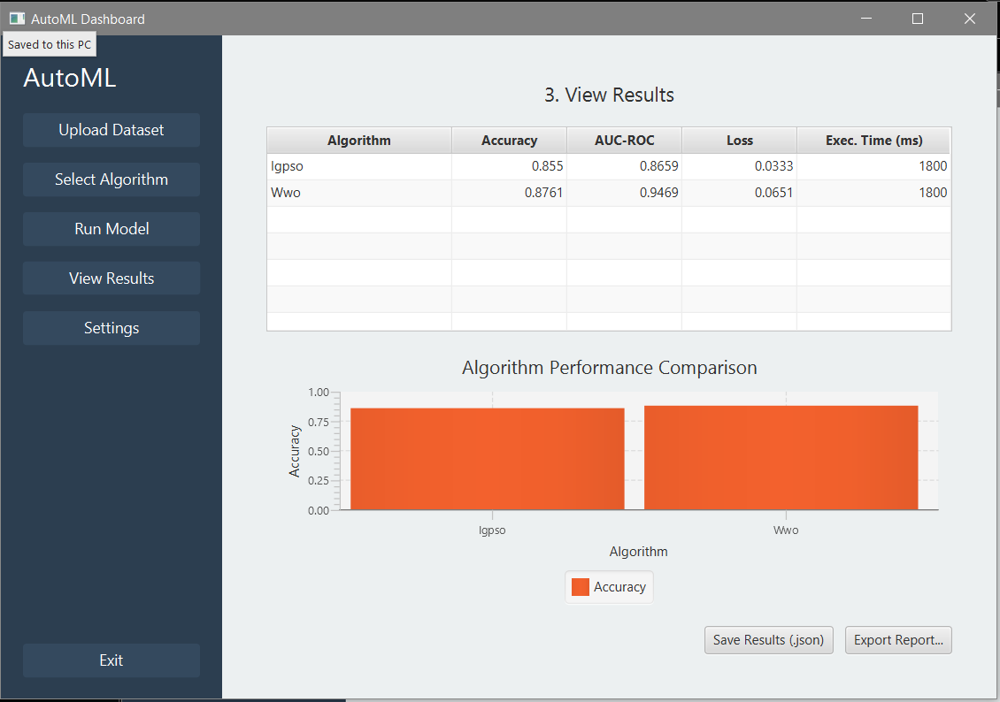 AutoML Dashboard
Saved to this PC
AutoML
Upload Dataset
Select Algorithm
Run Model
View Results
Settings
Exit
3. View Results
Algorithm Accuracy AUC-ROC Loss Exec. Time (ms)
Igpso 0.855 0.8659 0.0333 1800
Wwo 0.8761 0.9469 0.0651 1800
Algorithm Performance Comparison
Accuracy
1.00
0.75
0.50
0.25
0.00
Igpso Wwo
Algorithm
Accuracy
Save Results (.json) Export Report...